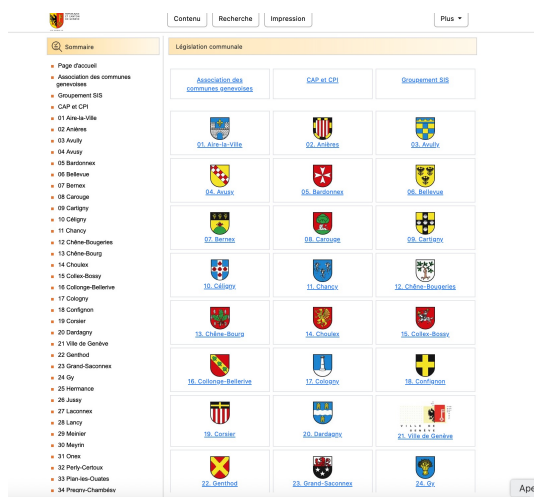 Contenu
Recherche
Impression
Plus
Sommaire
Page d'accueil
Association des communes
genevoises
Groupement SIS
CAP et CPI
01 Aire-la-Ville
02 Anières
03 Avully
04 Avusy
05 Bardonnex
06 Bellevue
07 Bernex
08 Carouge
09 Cartigny
10 Céligny
11 Chancy
12 Chêne-Bougeries
13 Chêne-Bourg
14 Choulex
15 Collex-Bossy
16 Collonge-Bellerive
17 Cologny
18 Confignon
19 Corsier
20 Dardagny
21 Ville de Genève
22 Genthod
23 Grand-Saconnex
24 Gy
25 Hermance
26 Jussy
27 Laconnex
28 Lancy
29 Meinier
30 Meyrin
31 Onex
32 Perly-Certoux
33 Plan-les-Ouates
34 Pregny-Chambésy
Législation communale
Association des
communes genevoises
CAP et CPI
Groupement SIS
01. Aire-la-Ville
02. Anières
03. Avully
04. Avusy
05. Bardonnex
06. Bellevue
07. Bernex
08. Carouge
09. Cartigny
10. Céligny
11. Chancy
12. Chêne-Bougeries
13. Chêne-Bourg
14. Choulex
15. Collex-Bossy
16. Collonge-Bellerive
17. Cologny
18. Confignon
19. Corsier
20. Dardagny
VILLE DE
GENÈVE
21. Ville de Genève
22. Genthod
23. Grand-Saconnex
24. Gy
Ape